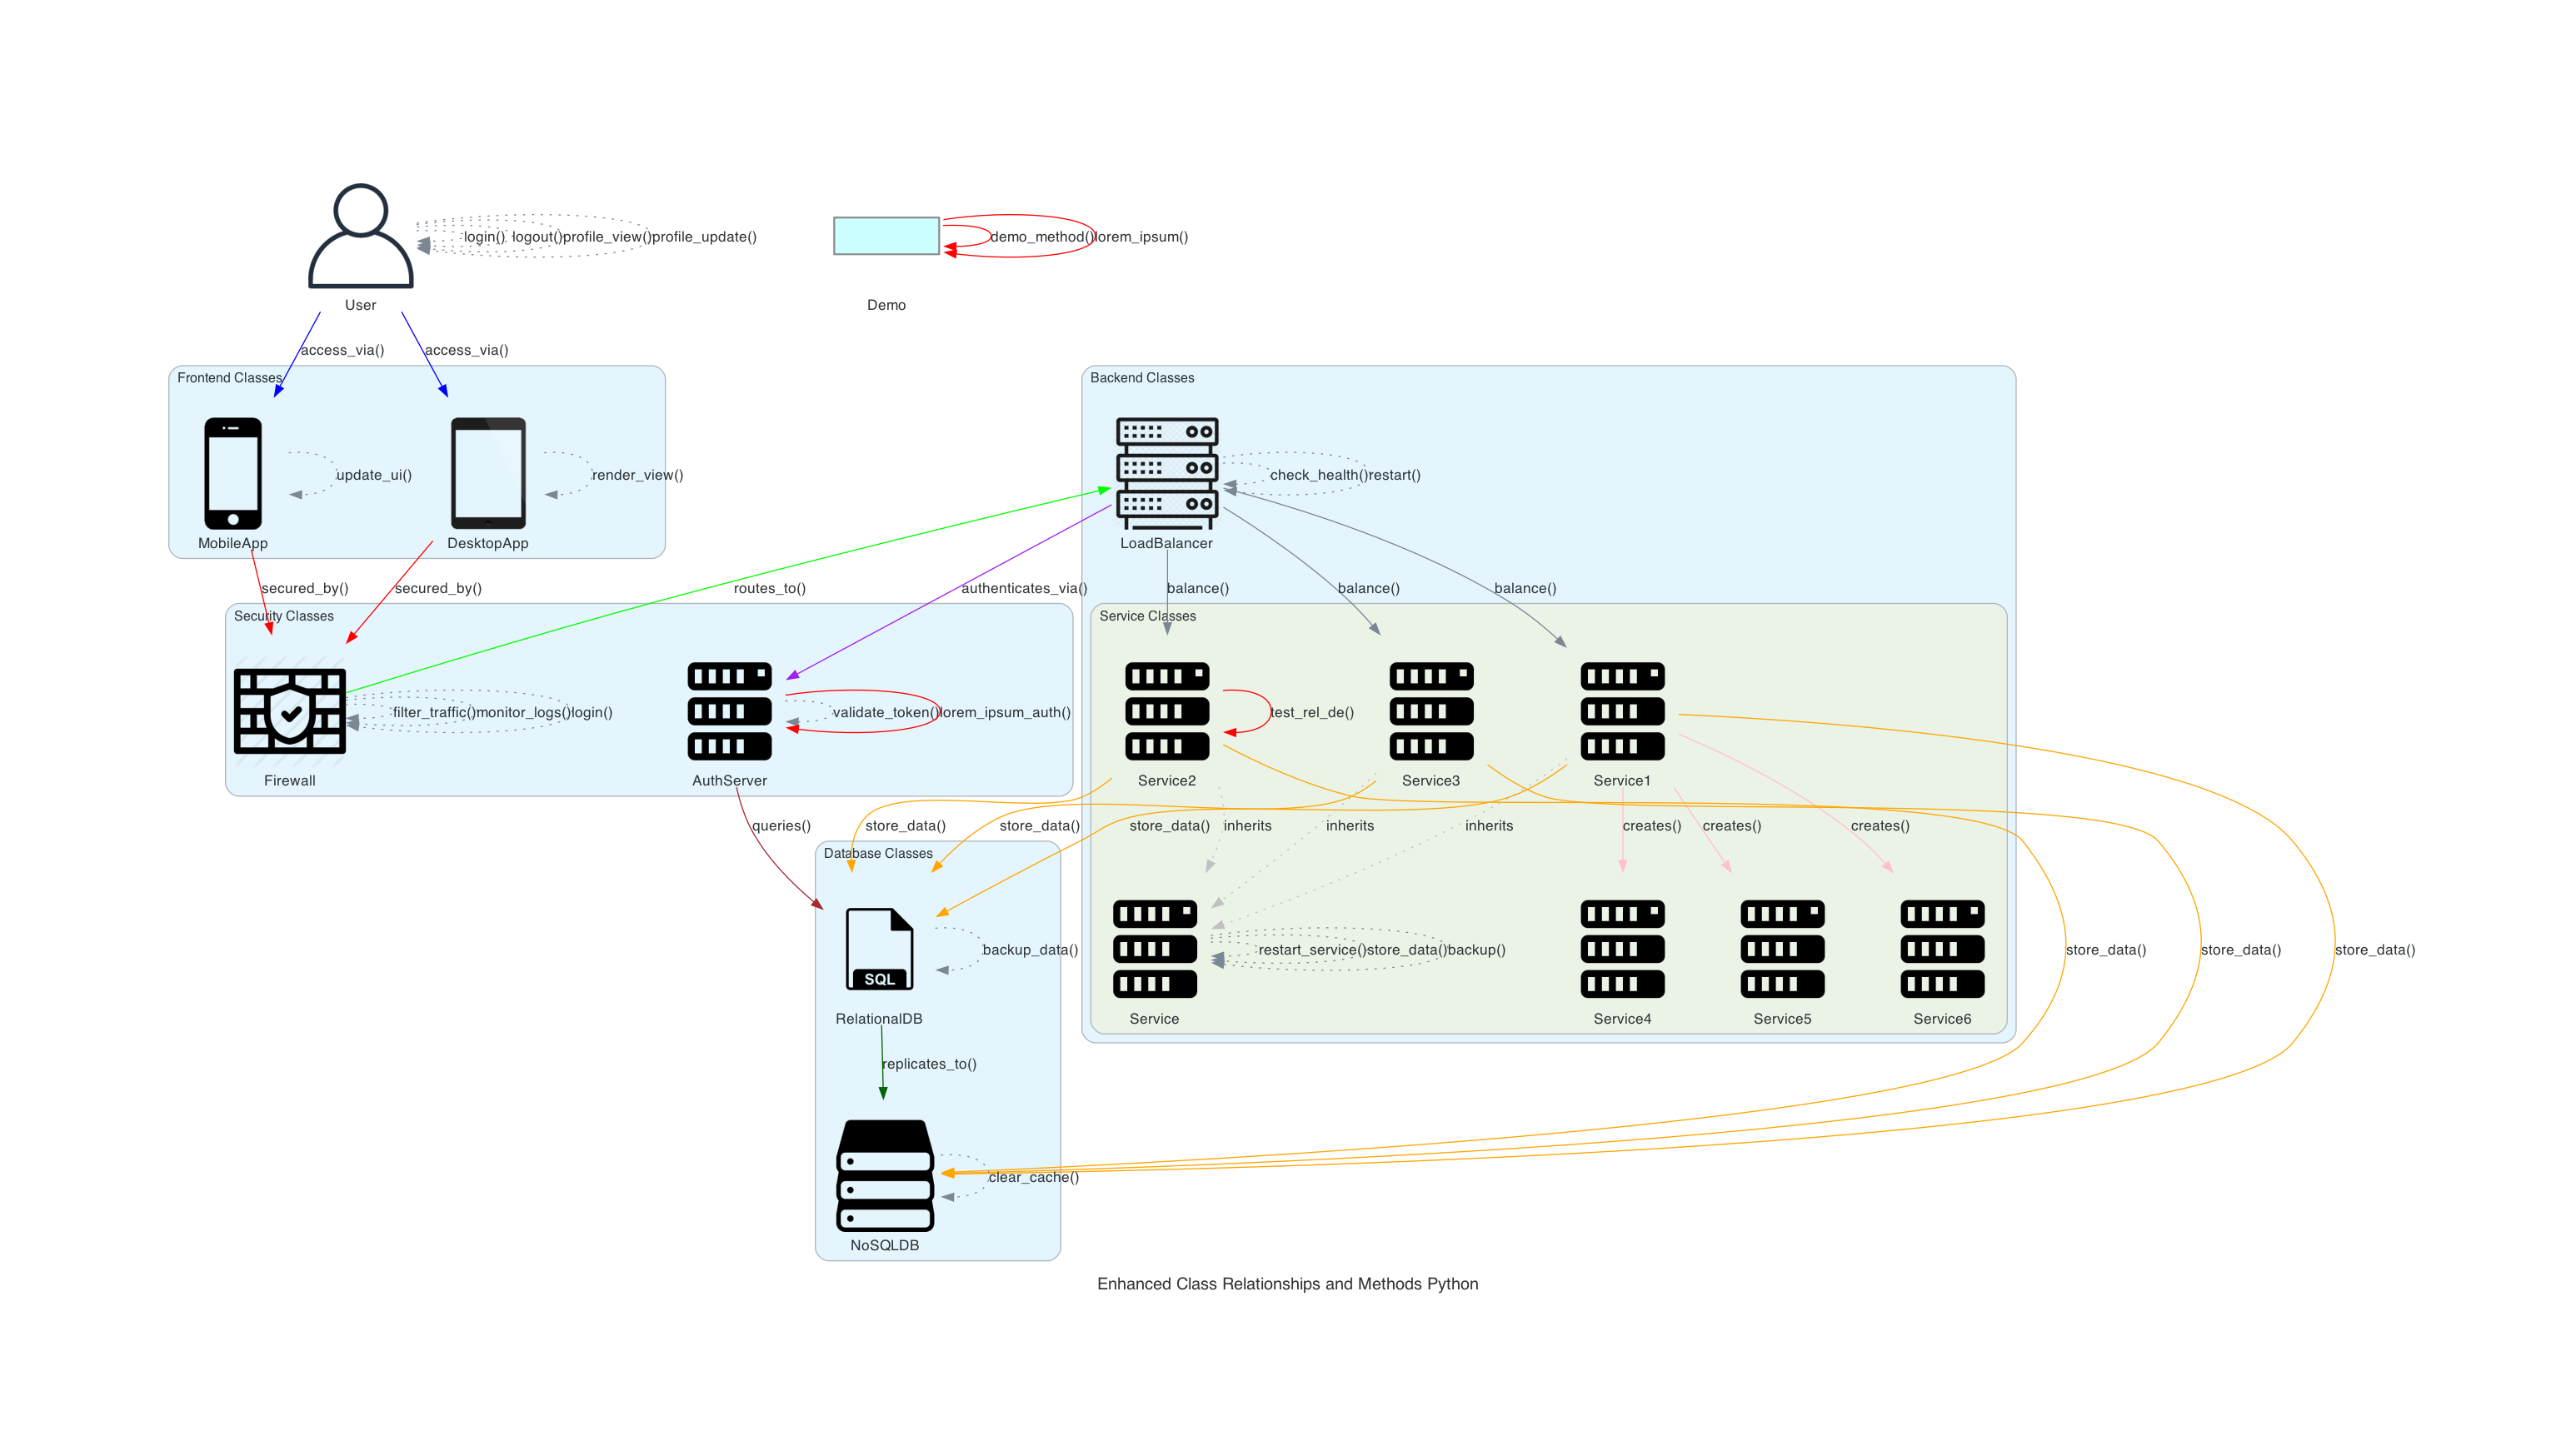 login() logout()profile_view()profile_update()
demo_method()lorem_ipsum()
User
Demo
access_via()
access_via()
Frontend Classes
Backend Classes
update_ui()
render_view()
check_health()restart()
MobileApp
DesktopApp
LoadBalancer
secured_by()
secured_by()
routes_to()
authenticates_via()
balance()
balance()
balance()
Security Classes
Service Classes
filter_traffic()monitor_logs()login()
validate_token()lorem_ipsum_auth()
test_rel_de()
Firewall
AuthServer
Service2
Service3
Service1
queries()
store_data()
store_data()
store_data()
inherits
inherits
inherits
creates()
creates()
creates()
Database Classes
SQL
backup_data()
restart_service()store_data()backup()
store_data()
store_data()
store_data()
RelationalDB
Service
Service4
Service5
Service6
replicates_to()
clear_cache()
NoSQLDB
Enhanced Class Relationships and Methods Python